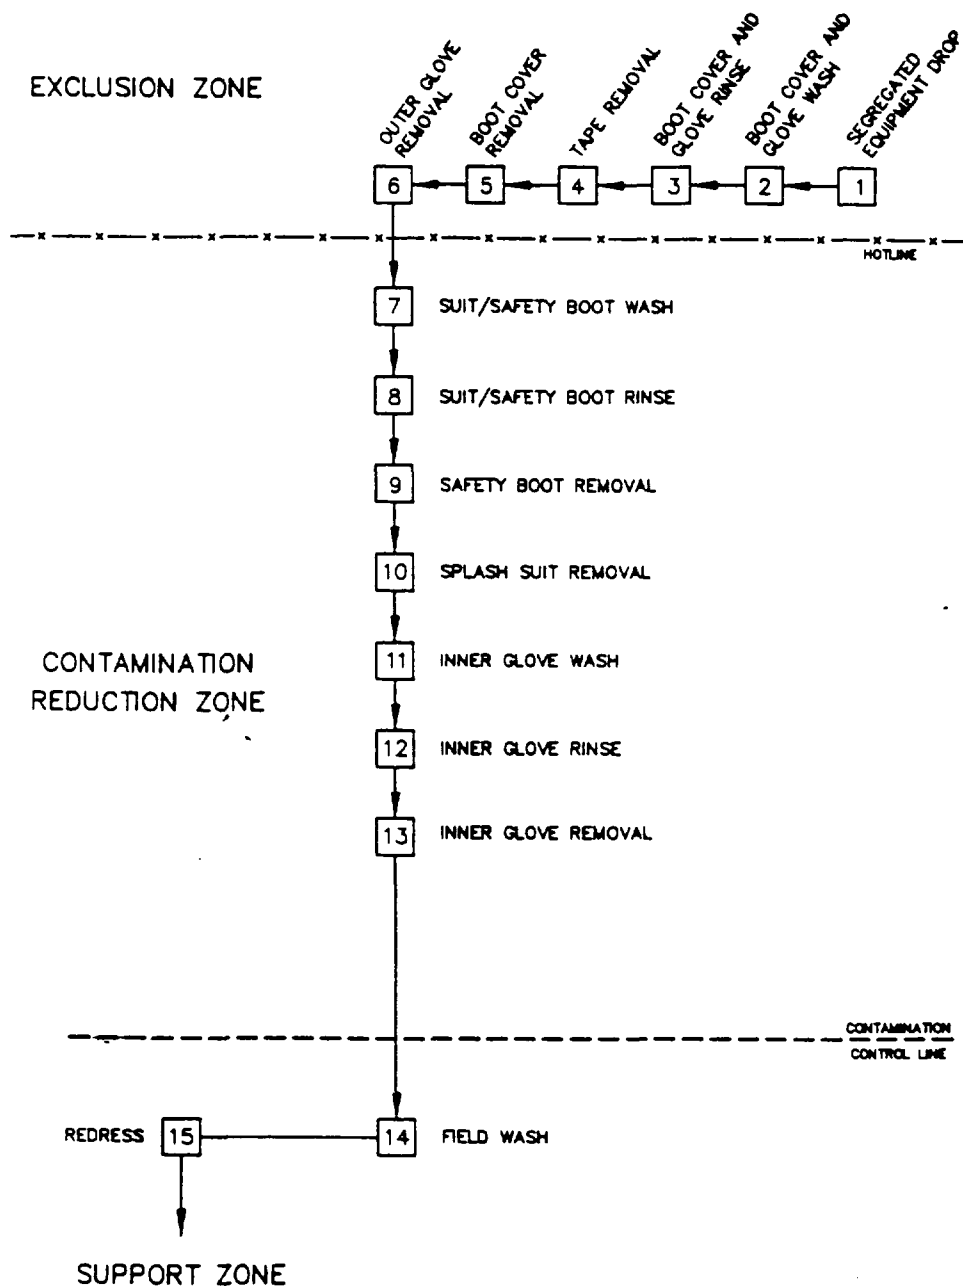 EXCLUSION ZONE
OUTER GLOVE
REMOVAL
BOOT COVER
REMOVAL
TAPE REMOVAL
BOOT COVER AND
GLOVE RINSE
BOOT COVER AND
GLOVE WASH
SEGREGATED
EQUIPMENT DROP
6
5
4
3
2
1
HOTLINE
7 SUIT/SAFETY BOOT WASH
8 SUIT/SAFETY BOOT RINSE
9 SAFETY BOOT REMOVAL
10 SPLASH SUIT REMOVAL
CONTAMINATION
REDUCTION ZONE
11 INNER GLOVE WASH
12 INNER GLOVE RINSE
13 INNER GLOVE REMOVAL
CONTAMINATION
CONTROL LINE
REDRESS 15
14 FIELD WASH
SUPPORT ZONE